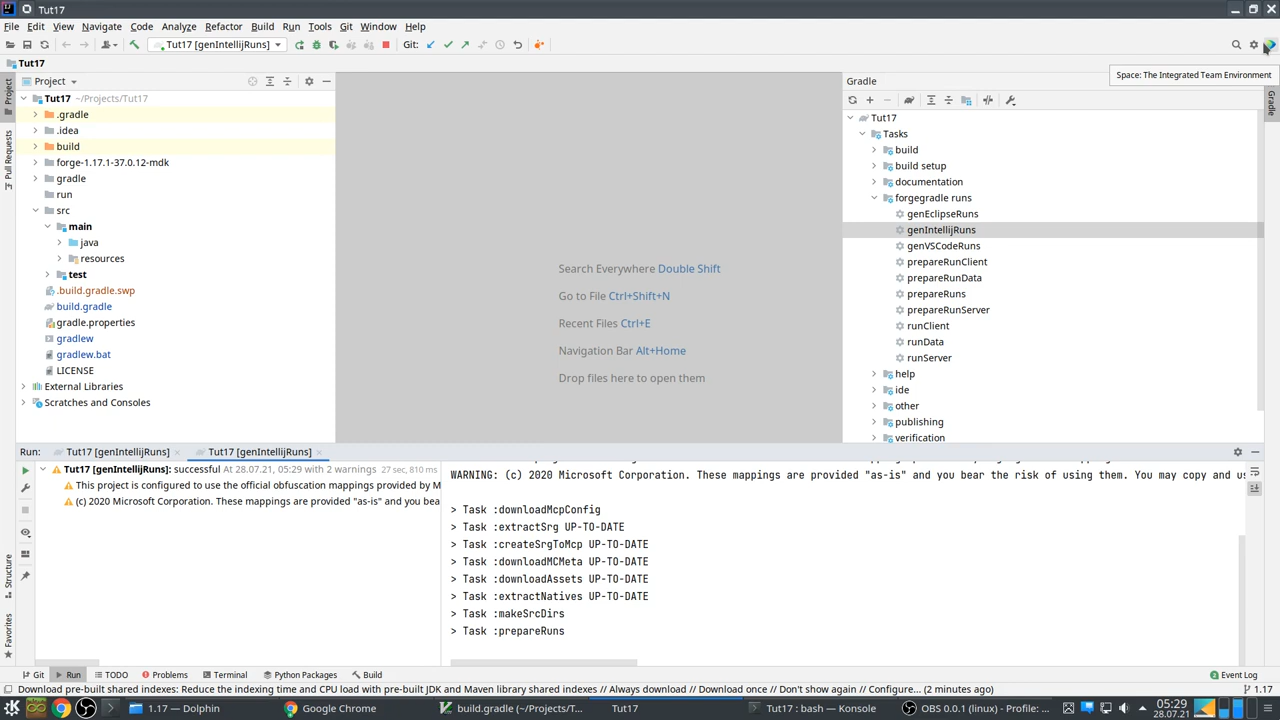 Tut17
File Edit View Navigate Code Analyze Refactor Build Run Tools Git Window Help
Tut17 [genIntellijRuns] Git:
Tut17
Space: The Integrated Team Environment
Project
Project
Pull Requests
Structure
Favorites
Tut17 ~/Projects/Tut17
.gradle
.idea
build
forge-1.17.1-37.0.12-mdk
gradle
run
src
main
java
resources
test
.build.gradle.swp
build.gradle
gradle.properties
gradlew
gradlew.bat
LICENSE
External Libraries
Scratches and Consoles
Search Everywhere Double Shift
Go to File Ctrl+Shift+N
Recent Files Ctrl+E
Navigation Bar Alt+Home
Drop files here to open them
Gradle
Gradle
Tut17
Tasks
build
build setup
documentation
forgegradle runs
genEclipseRuns
genIntellijRuns
genVSCodeRuns
prepareRunClient
prepareRunData
prepareRuns
prepareRunServer
runClient
runData
runServer
help
ide
other
publishing
verification
Run: Tut17 [genIntellijRuns] Tut17 [genIntellijRuns]
Tut17 [genIntellijRuns]: successful At 28.07.21, 05:29 with 2 warnings 27 sec, 810 ms
This project is configured to use the official obfuscation mappings provided by M
(c) 2020 Microsoft Corporation. These mappings are provided "as-is" and you bea
WARNING: (c) 2020 Microsoft Corporation. These mappings are provided "as-is" and you bear the risk of using them. You may copy and us
> Task :downloadMcpConfig
> Task :extractSrg UP-TO-DATE
> Task :createSrgToMcp UP-TO-DATE
> Task :downloadMCMeta UP-TO-DATE
> Task :downloadAssets UP-TO-DATE
> Task :extractNatives UP-TO-DATE
> Task :makeSrcDirs
> Task :prepareRuns
Git Run TODO Problems Terminal Python Packages Build Event Log
Download pre-built shared indexes: Reduce the indexing time and CPU load with pre-built JDK and Maven library shared indexes // Always download // Download once // Don't show again // Configure... (2 minutes ago) 1.17
1.17 — Dolphin Google Chrome build.gradle (~/Projects/T... Tut17 Tut17 : bash — Konsole OBS 0.0.1 (linux) - Profile: ... 05:29
28.07.21